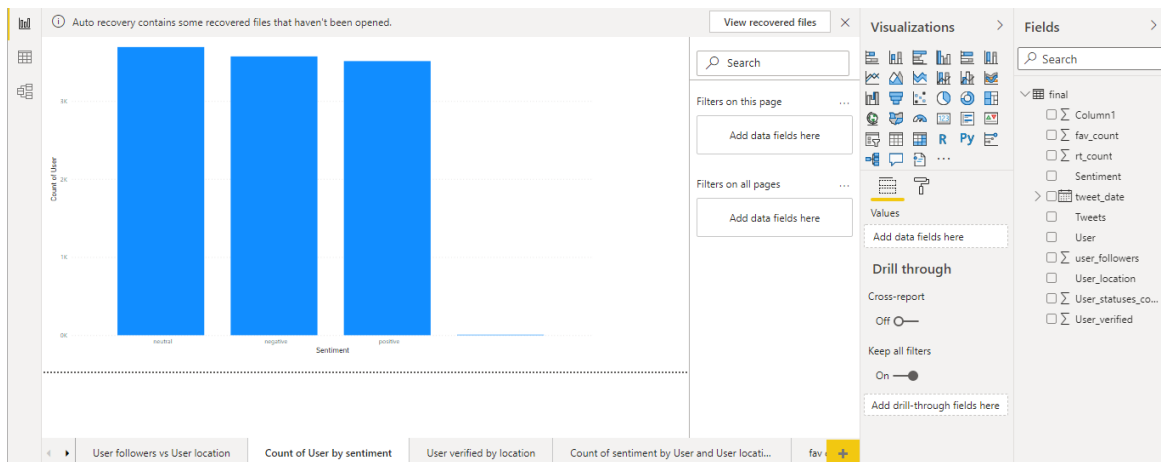 Auto recovery contains some recovered files that haven't been opened.
View recovered files
Count of User
3K
2K
1K
0K
neutral
negative
positive
Sentiment
Search
Filters on this page
...
Add data fields here
Filters on all pages
...
Add data fields here
Visualizations
R
Py
123
...
Values
Add data fields here
Drill through
Cross-report
Off
Keep all filters
On
Add drill-through fields here
Fields
Search
final
Column1
fav_count
rt_count
Sentiment
tweet_date
Tweets
User
user_followers
User_location
User_statuses_co...
User_verified
User followers vs User location
Count of User by sentiment
User verified by location
Count of sentiment by User and User locati...
fav